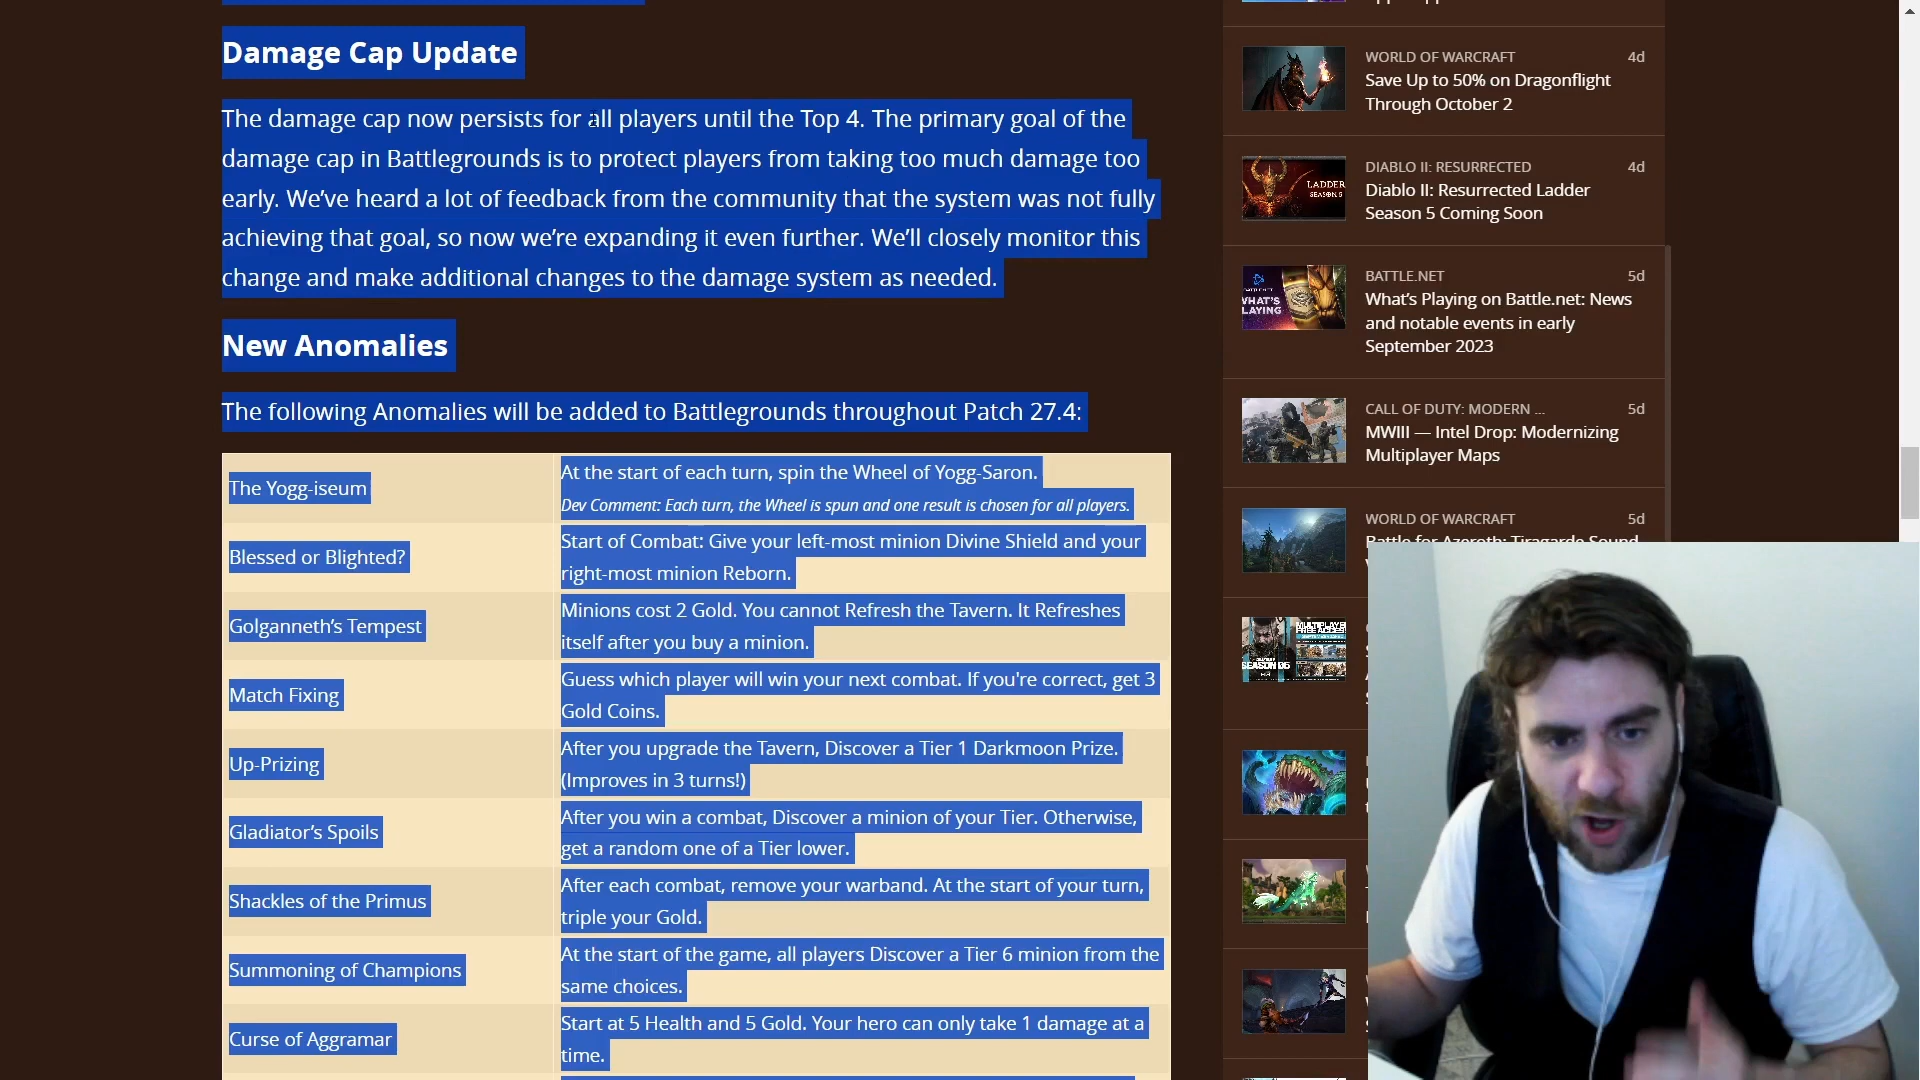 Damage Cap Update
The damage cap now persists for all players until the Top 4. The primary goal of the
damage cap in Battlegrounds is to protect players from taking too much damage too
early. We’ve heard a lot of feedback from the community that the system was not fully
achieving that goal, so now we’re expanding it even further. We’ll closely monitor this
change and make additional changes to the damage system as needed.
New Anomalies
The following Anomalies will be added to Battlegrounds throughout Patch 27.4:
The Yogg-iseum
At the start of each turn, spin the Wheel of Yogg-Saron.
Dev Comment: Each turn, the Wheel is spun and one result is chosen for all players.
Blessed or Blighted?
Start of Combat: Give your left-most minion Divine Shield and your
right-most minion Reborn.
Golganneth’s Tempest
Minions cost 2 Gold. You cannot Refresh the Tavern. It Refreshes
itself after you buy a minion.
Match Fixing
Guess which player will win your next combat. If you're correct, get 3
Gold Coins.
Up-Prizing
After you upgrade the Tavern, Discover a Tier 1 Darkmoon Prize.
(Improves in 3 turns!)
Gladiator’s Spoils
After you win a combat, Discover a minion of your Tier. Otherwise,
get a random one of a Tier lower.
Shackles of the Primus
After each combat, remove your warband. At the start of your turn,
triple your Gold.
Summoning of Champions
At the start of the game, all players Discover a Tier 6 minion from the
same choices.
Curse of Aggramar
Start at 5 Health and 5 Gold. Your hero can only take 1 damage at a
time.
WORLD OF WARCRAFT 4d
Save Up to 50% on Dragonflight
Through October 2
LADDER
DIABLO II: RESURRECTED 4d
Diablo II: Resurrected Ladder
Season 5 Coming Soon
WHAT'S
BATTLE.NET 5d
What’s Playing on Battle.net: News
and notable events in early
September 2023
CALL OF DUTY: MODERN ... 5d
MWIII — Intel Drop: Modernizing
Multiplayer Maps
WORLD OF WARCRAFT 5d
Battle for Azeroth: Tiragarde Sound